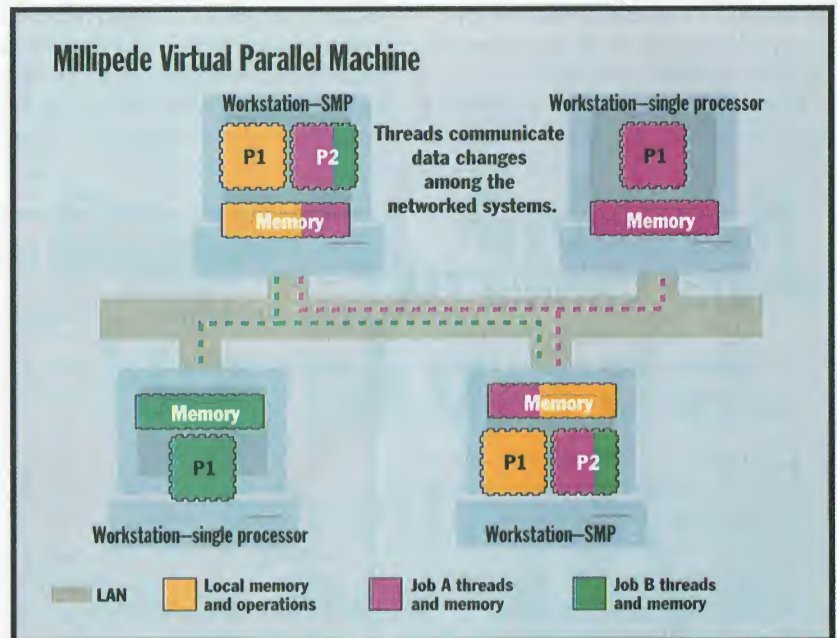 Millipede Virtual Parallel Machine
Workstation—SMP
P1
P2
Memory
Threads communicate
data changes
among the
networked systems.
Workstation—single processor
P1
Memory
Memory
P1
Workstation—single processor
Memory
P1
P2
Workstation—SMP
LAN
Local memory
and operations
Job A threads
and memory
Job B threads
and memory